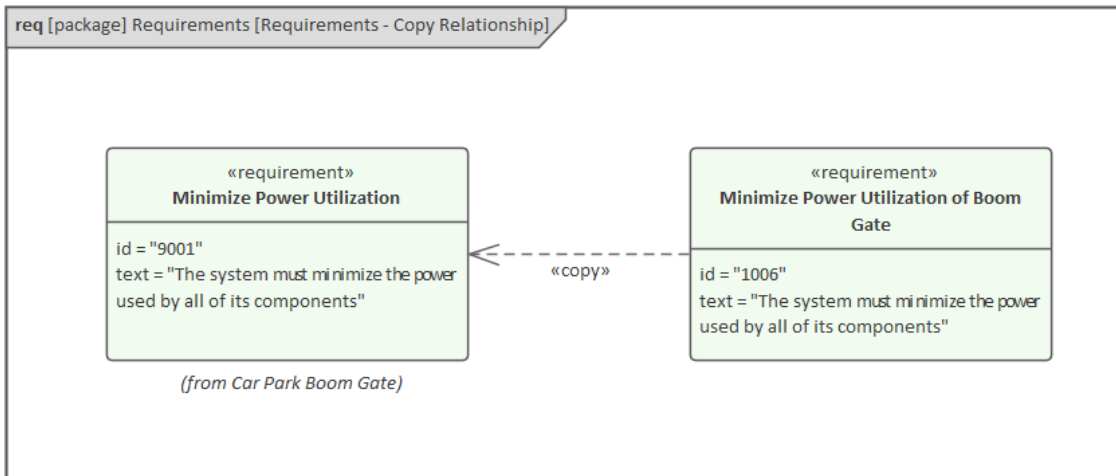 req [package] Requirements [Requirements - Copy Relationship]
«requirement»
Minimize Power Utilization
id = "9001"
text = "The system must minimize the power
used by all of its components"
(from Car Park Boom Gate)
«copy»
«requirement»
Minimize Power Utilization of Boom
Gate
id = "1006"
text = "The system must minimize the power
used by all of its components"